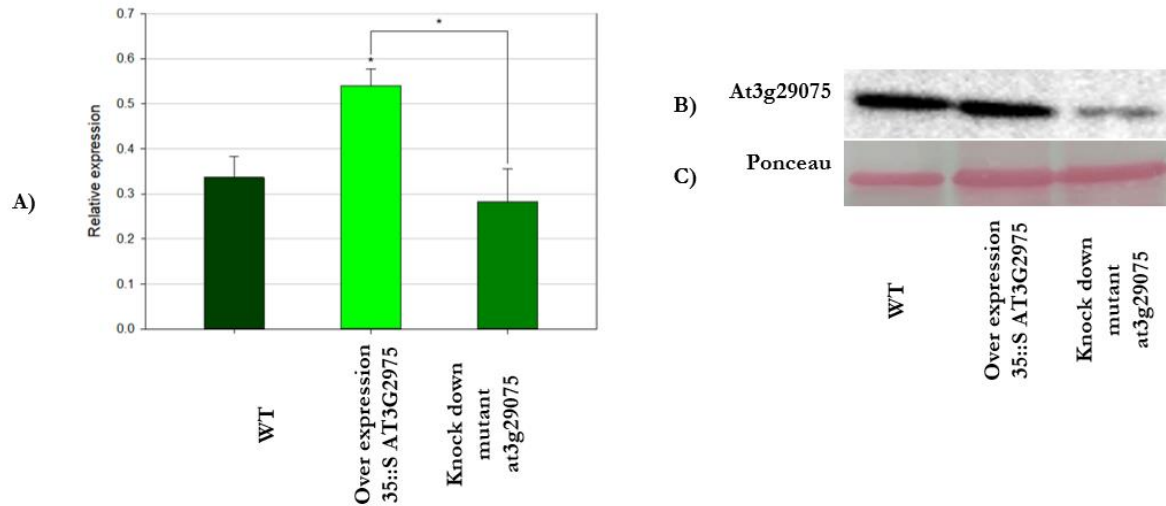 A)
Relative expression
0.7
0.6
0.5
0.4
0.3
0.2
0.1
0.0
*
*
WT
Over expression
35::S AT3G2975
Knock down
mutant
at3g29075
B)
At3g29075
C)
Ponceau
WT
Over expression
35::S AT3G2975
Knock down
mutant
at3g29075